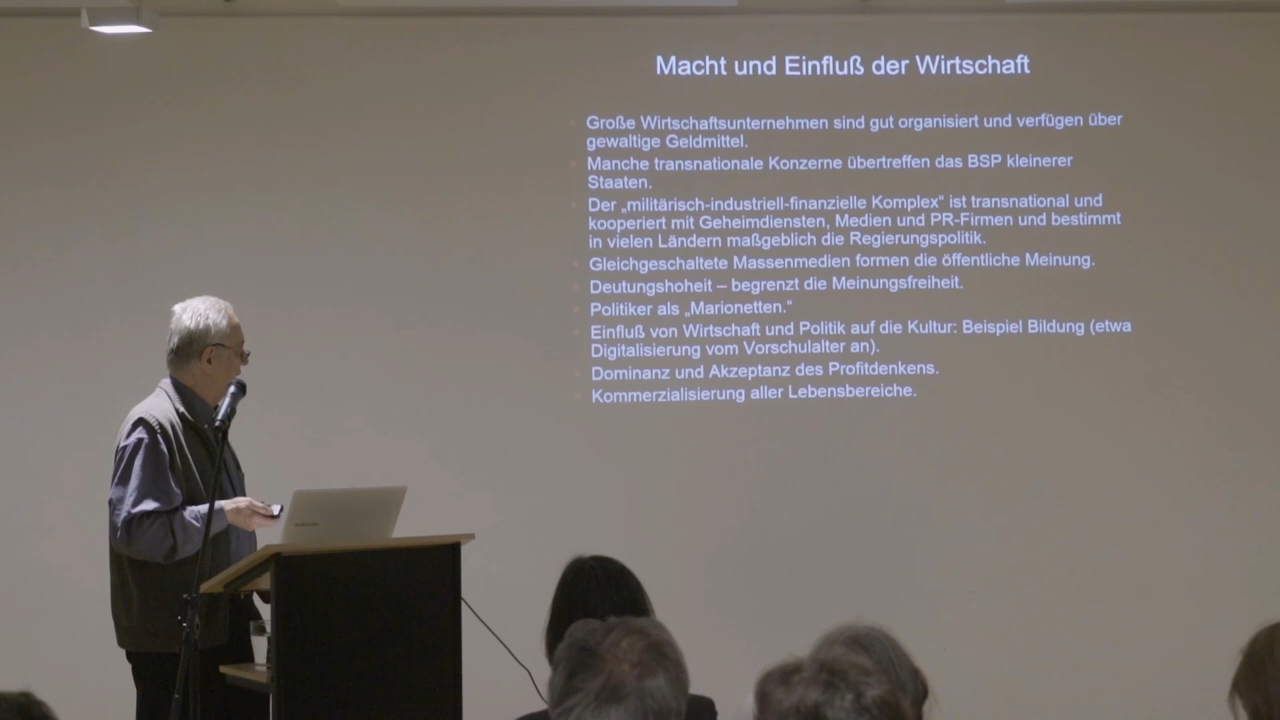 Macht und Einfluß der Wirtschaft
Große Wirtschaftsunternehmen sind gut organisiert und verfügen über
gewaltige Geldmittel.
Manche transnationale Konzerne übertreffen das BSP kleinerer
Staaten.
Der „militärisch-industriell-finanzielle Komplex“ ist transnational und
kooperiert mit Geheimdiensten, Medien und PR-Firmen und bestimmt
in vielen Ländern maßgeblich die Regierungspolitik.
Gleichgeschaltete Massenmedien formen die öffentliche Meinung.
Deutungshoheit – begrenzt die Meinungsfreiheit.
Politiker als „Marionetten.“
Einfluß von Wirtschaft und Politik auf die Kultur: Beispiel Bildung (etwa
Digitalisierung vom Vorschulalter an).
Dominanz und Akzeptanz des Profitdenkens.
Kommerzialisierung aller Lebensbereiche.